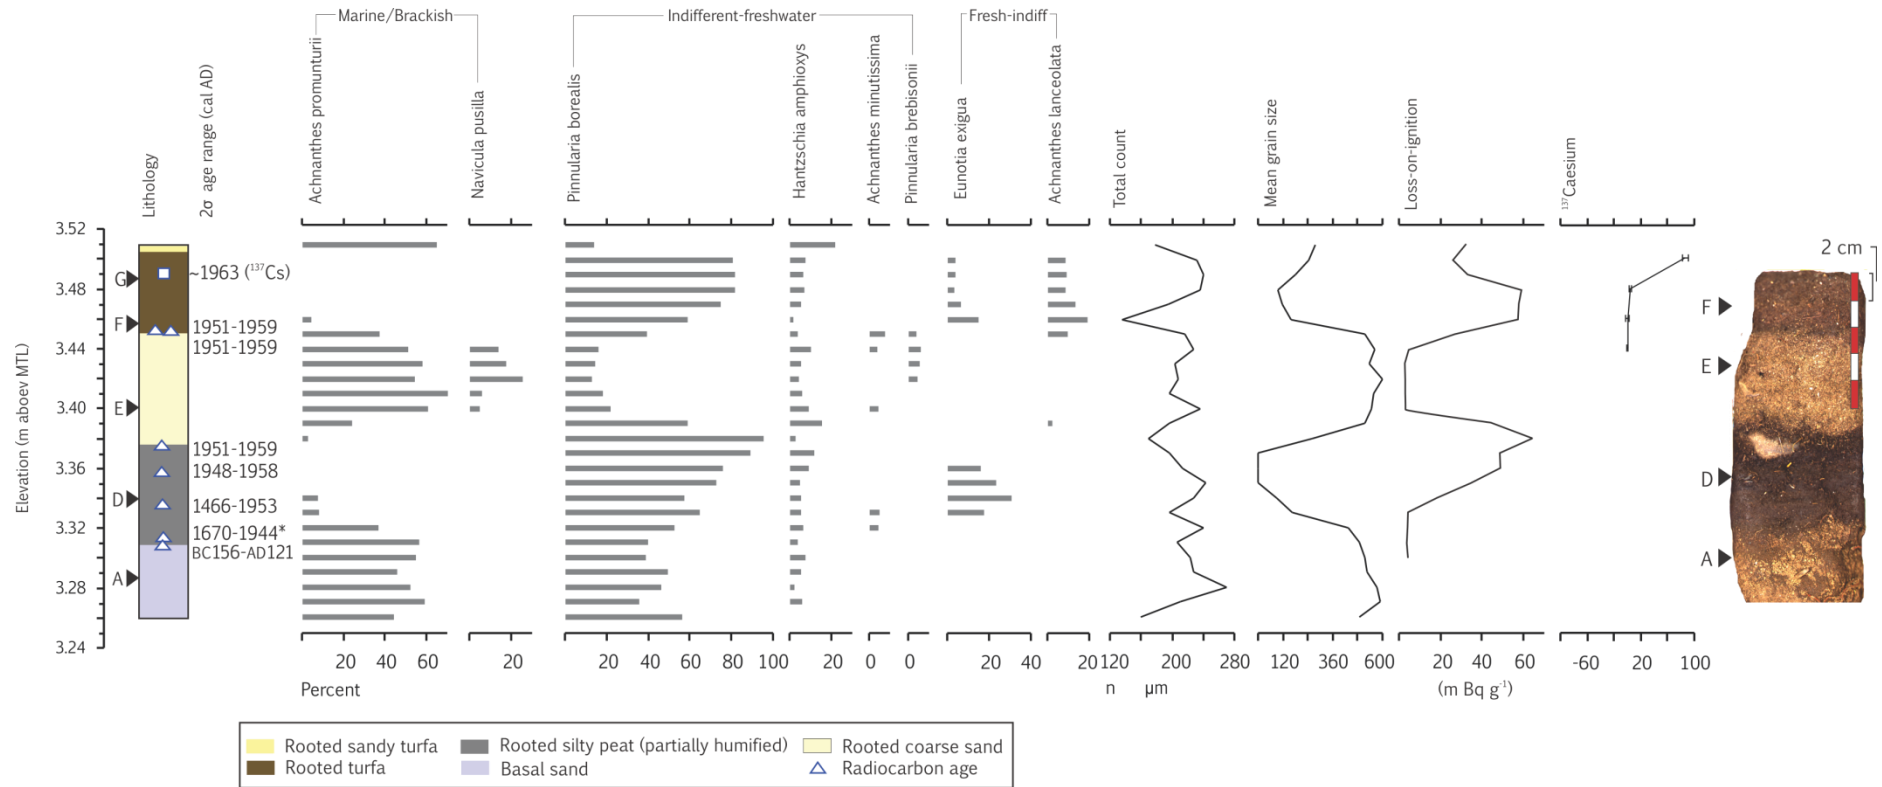 Marine/Brackish
Indifferent-freshwater
Fresh-indiff
Lithology
2σ age range (cal AD)
Achnanthes promunturii
Navicula pusilla
Pinnularia borealis
Hantzschia amphioxys
Achnanthes minutissima
Pinnularia brebisonii
Eunotia exigua
Achnanthes lanceolata
Total count
Mean grain size
Loss-on-ignition
¹³⁷Caesium
Elevation (m aboev MTL)
3.52
3.48
3.44
3.40
3.36
3.32
3.28
3.24
G
F
E
D
A
~1963 (¹³⁷Cs)
1951-1959
1951-1959
1951-1959
1948-1958
1466-1953
1670-1944*
BC156-AD121
2 cm
F
E
D
A
20 40 60
20
20 40 60 80 100
20
0
0
20 40
20
120 200 280
120 360 600
20 40 60
-60 20 100
Percent
n
µm
(m Bq g⁻¹)
Rooted sandy turfa
Rooted silty peat (partially humified)
Rooted coarse sand
Rooted turfa
Basal sand
Radiocarbon age